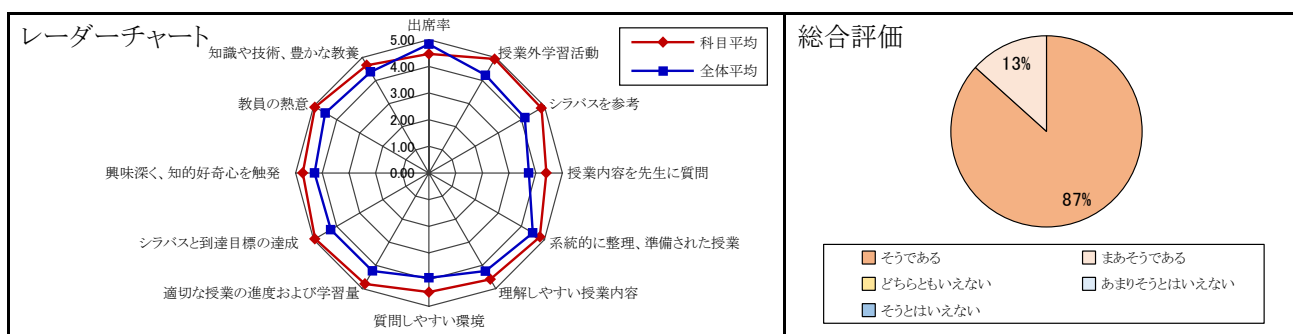 レーダーチャート
出席率
授業外学習活動
シラバスを参考
授業内容を先生に質問
系統的に整理、準備された授業
理解しやすい授業内容
質問しやすい環境
適切な授業の進度および学習量
シラバスと到達目標の達成
興味深く、知的好奇心を触発
教員の熱意
知識や技術、豊かな教養
5.00
4.00
3.00
2.00
1.00
0.00
科目平均
全体平均
総合評価
13%
87%
そうである
まあそうである
どちらともいえない
あまりそうとはいえない
そうとはいえない